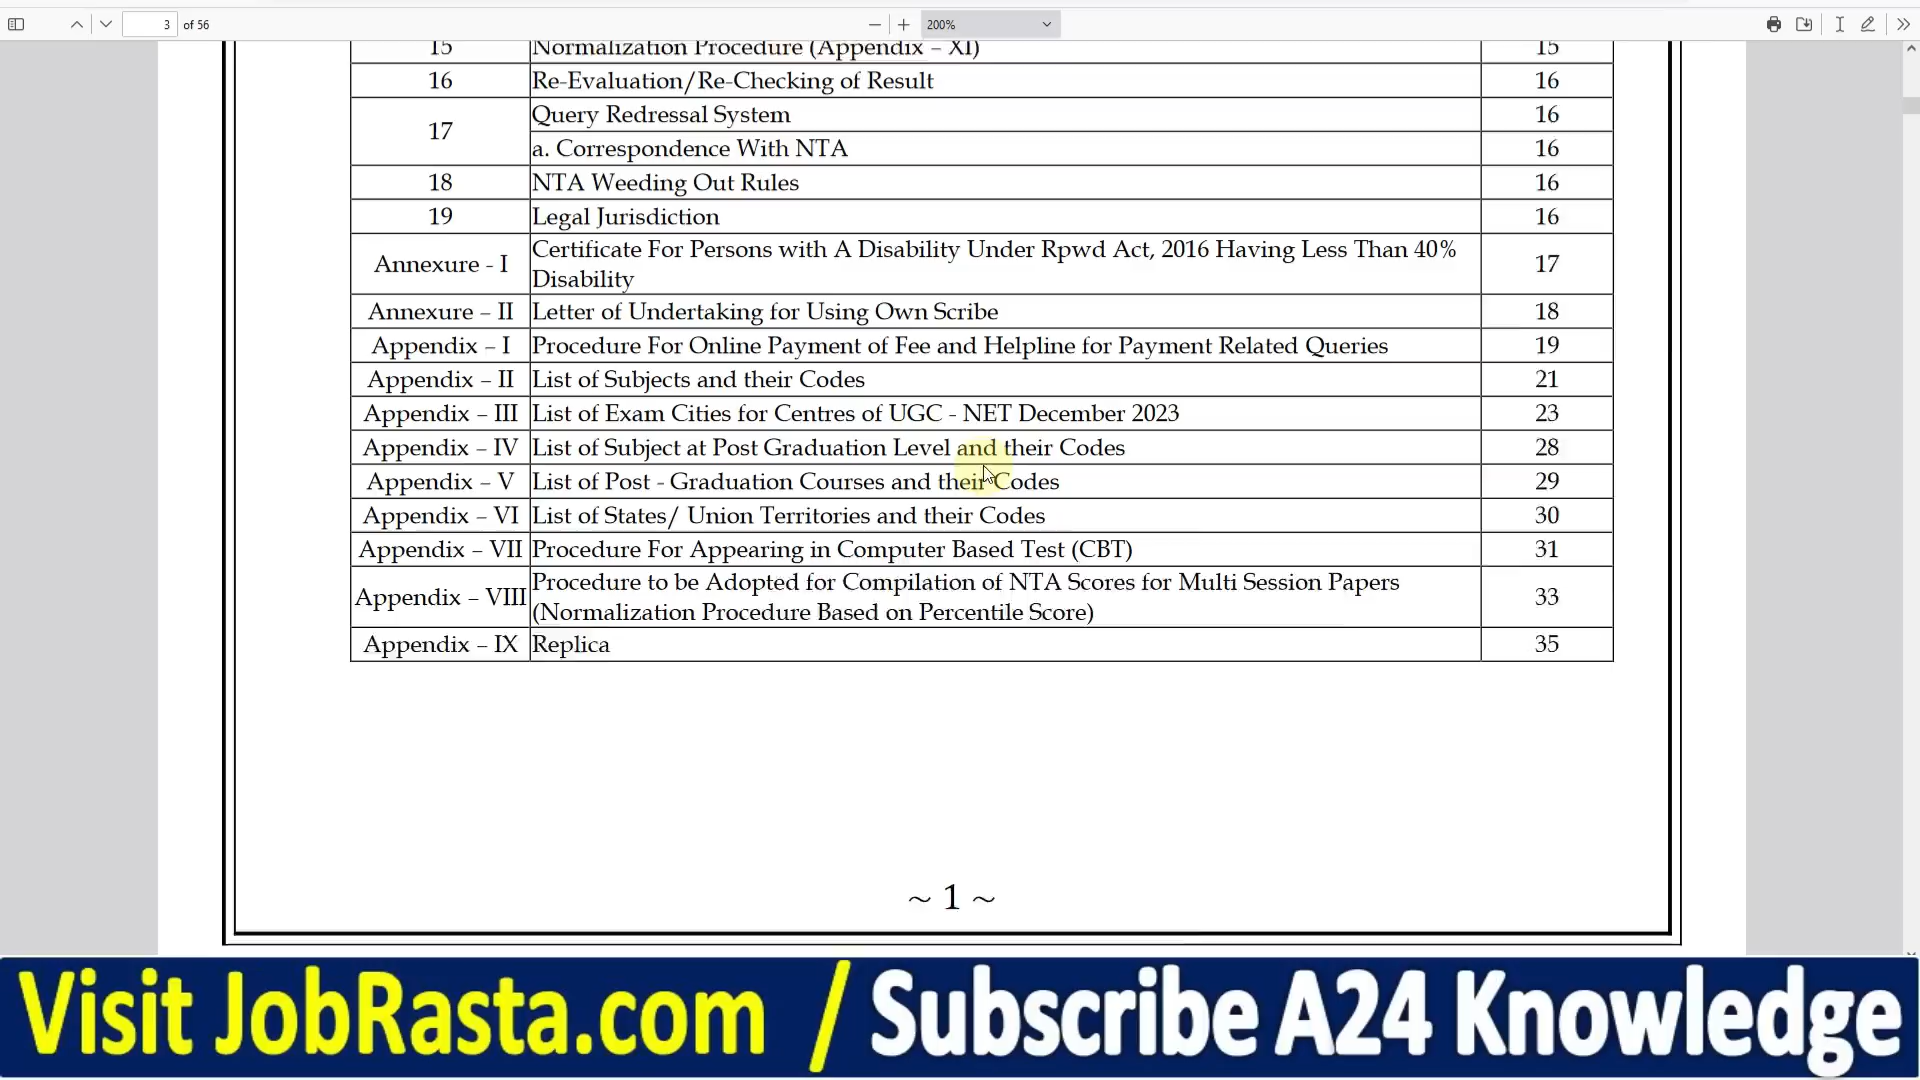 3 of 56
200%
15 Normalization Procedure (Appendix – XI) 15
16 Re-Evaluation/Re-Checking of Result 16
17 Query Redressal System 16
a. Correspondence With NTA 16
18 NTA Weeding Out Rules 16
19 Legal Jurisdiction 16
Annexure - I Certificate For Persons with A Disability Under Rpwd Act, 2016 Having Less Than 40% 17
Disability
Annexure – II Letter of Undertaking for Using Own Scribe 18
Appendix – I Procedure For Online Payment of Fee and Helpline for Payment Related Queries 19
Appendix – II List of Subjects and their Codes 21
Appendix – III List of Exam Cities for Centres of UGC - NET December 2023 23
Appendix – IV List of Subject at Post Graduation Level and their Codes 28
Appendix – V List of Post - Graduation Courses and their Codes 29
Appendix – VI List of States/ Union Territories and their Codes 30
Appendix – VII Procedure For Appearing in Computer Based Test (CBT) 31
Appendix – VIII Procedure to be Adopted for Compilation of NTA Scores for Multi Session Papers 33
(Normalization Procedure Based on Percentile Score)
Appendix – IX Replica 35
~ 1 ~
Visit JobRasta.com / Subscribe A24 Knowledge